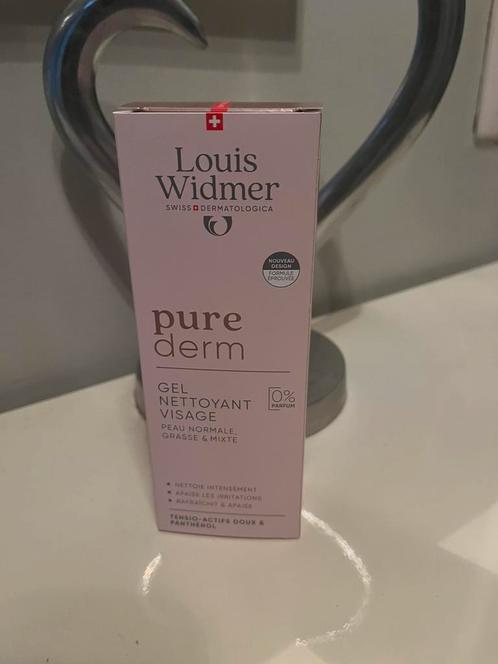 Louis
Widmer
SWISS DERMATOLOGICA
NOUVEAU
DESIGN
FORMULE
ÉPROUVÉE
pure
derm
GEL
NETTOYANT
VISAGE
0%
PARFUM
PEAU NORMALE,
GRASSE & MIXTE
NETTOIE INTENSÉMENT
APAISE LES IRRITATIONS
RAFRAÎCHIT & APAISE
TENSIO-ACTIFS DOUX &
PANTHÉNOL